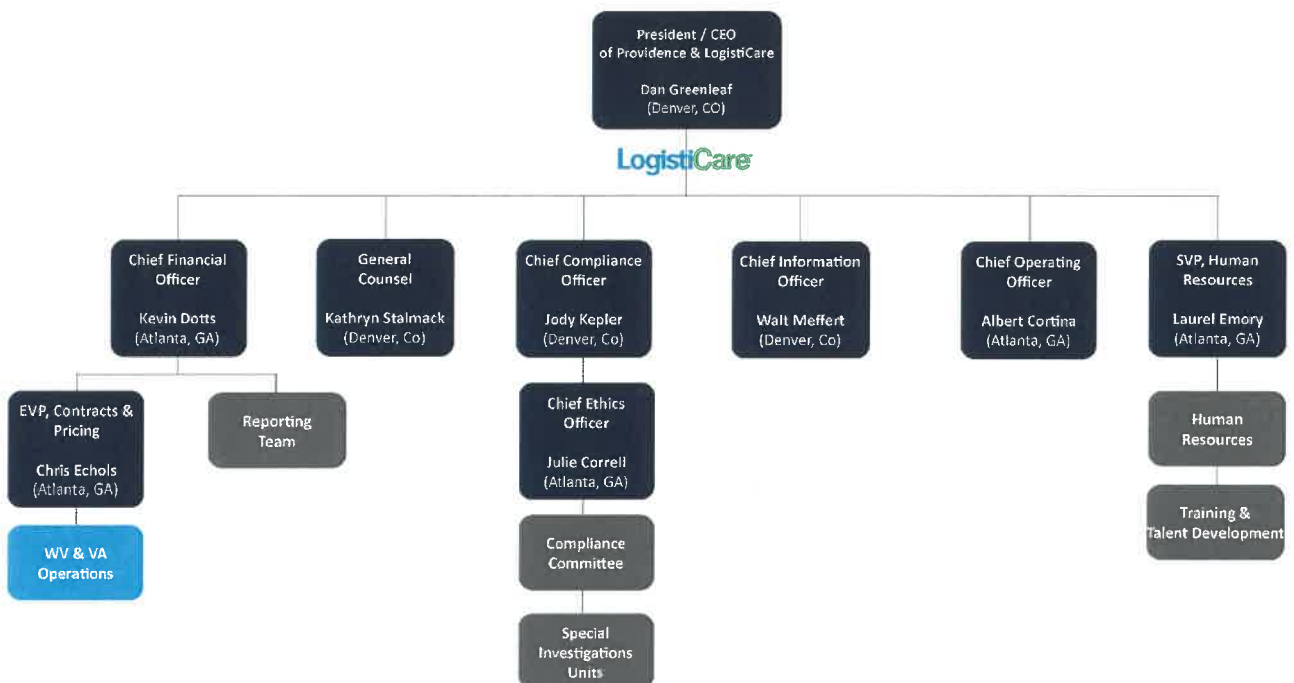 President / CEO
of Providence & LogistiCare
Dan Greenleaf
(Denver, CO)
LogistiCare
Chief Financial
Officer
Kevin Dotts
(Atlanta, GA)
General
Counsel
Kathryn Stalmack
(Denver, Co)
Chief Compliance
Officer
Jody Kepler
(Denver, Co)
Chief Information
Officer
Walt Meffert
(Denver, Co)
Chief Operating
Officer
Albert Cortina
(Atlanta, GA)
SVP, Human
Resources
Laurel Emory
(Atlanta, GA)
EVP, Contracts &
Pricing
Chris Echols
(Atlanta, GA)
Reporting
Team
Chief Ethics
Officer
Julie Correll
(Atlanta, GA)
Human
Resources
WV & VA
Operations
Compliance
Committee
Training &
Talent Development
Special
Investigations
Units